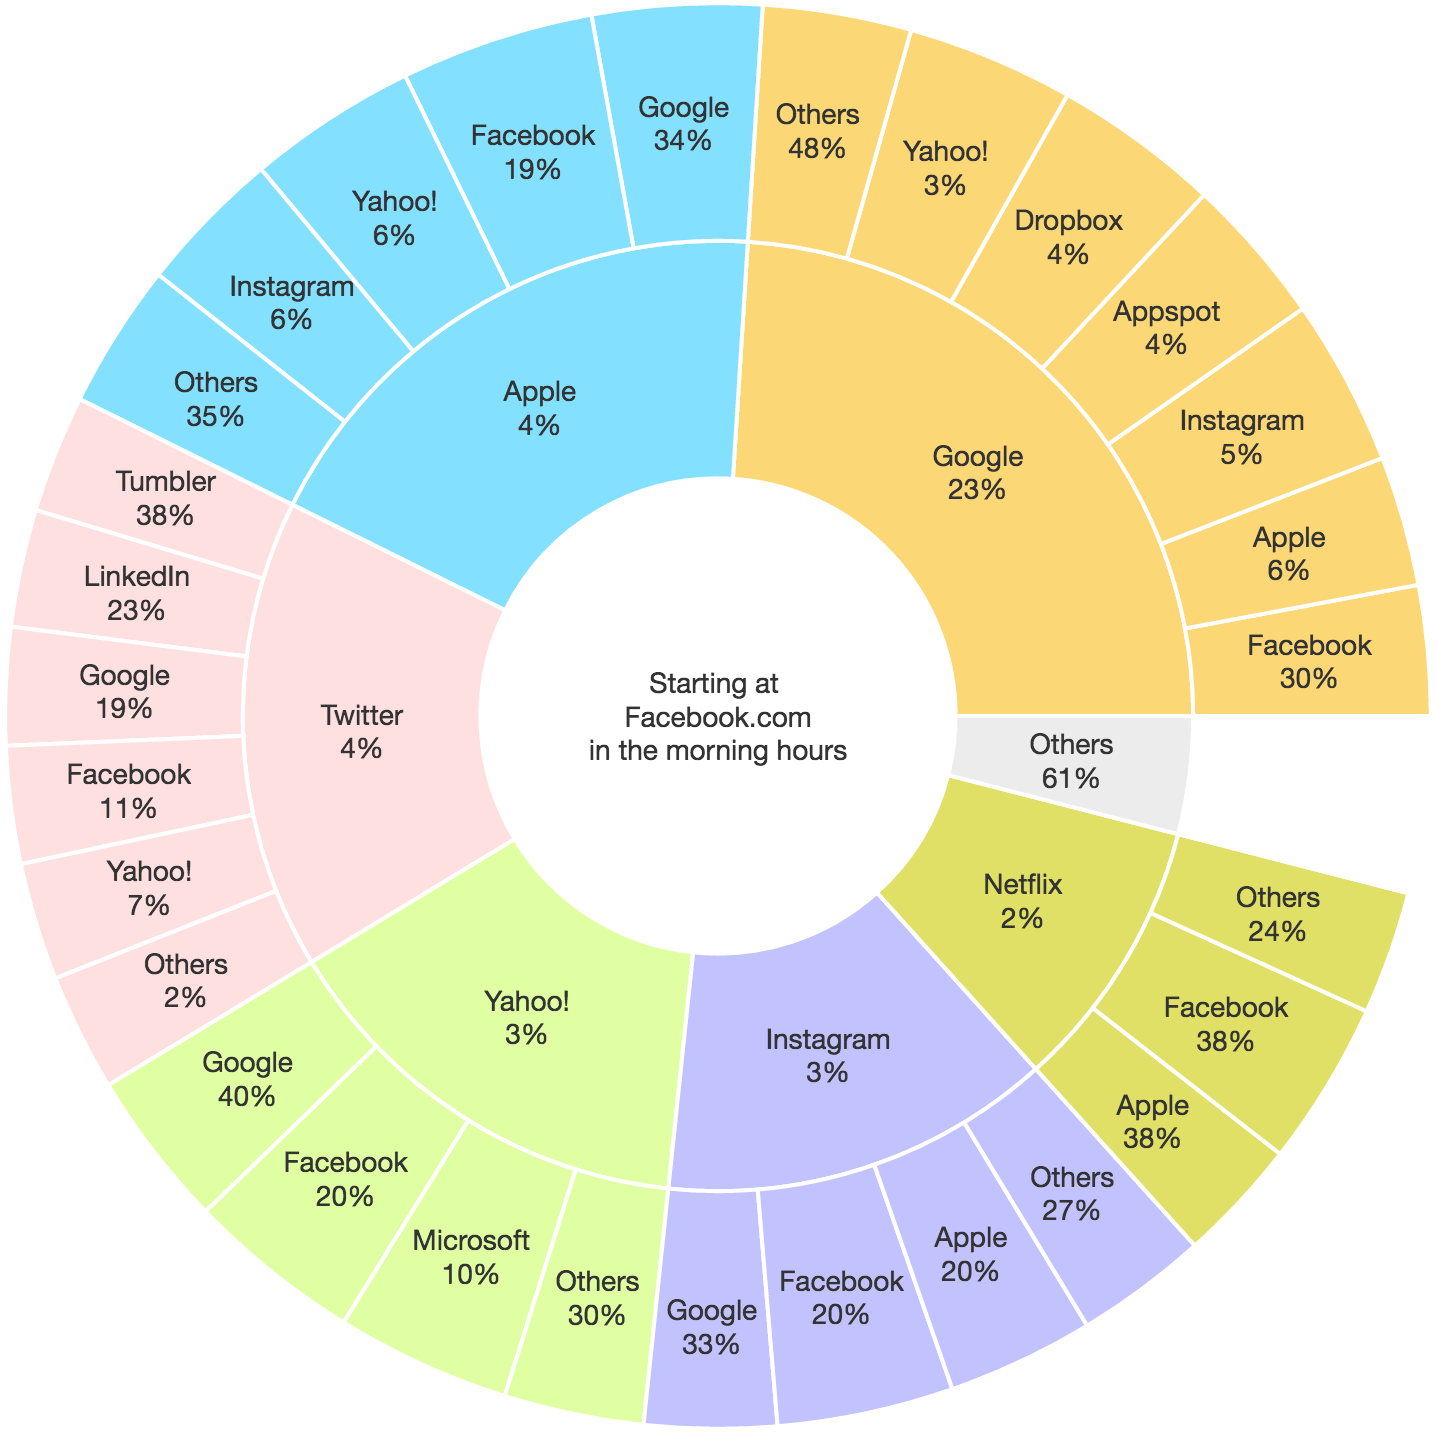 Starting at
Facebook.com
in the morning hours
Google
23%
Others
48%
Yahoo!
3%
Dropbox
4%
Appspot
4%
Instagram
5%
Apple
6%
Facebook
30%
Others
61%
Netflix
2%
Others
24%
Facebook
38%
Apple
38%
Instagram
3%
Others
27%
Apple
20%
Facebook
20%
Google
33%
Yahoo!
3%
Others
30%
Microsoft
10%
Facebook
20%
Google
40%
Twitter
4%
Others
2%
Yahoo!
7%
Facebook
11%
Google
19%
LinkedIn
23%
Tumbler
38%
Apple
4%
Others
35%
Instagram
6%
Yahoo!
6%
Facebook
19%
Google
34%